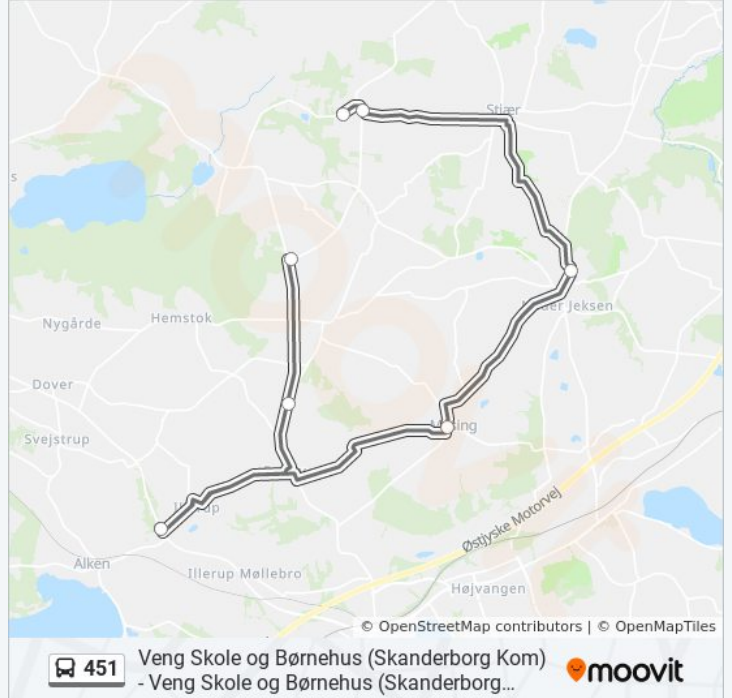 Stjær
s
Hemstok
Nygårde
Dover
Svejstrup
Alken
Illerup Møllebro
Østjyske Motorvej
Højvangen
© OpenStreetMap contributors | © OpenMapTiles
451
Veng Skole og Børnehus (Skanderborg Kom)
- Veng Skole og Børnehus (Skanderborg...
moovit